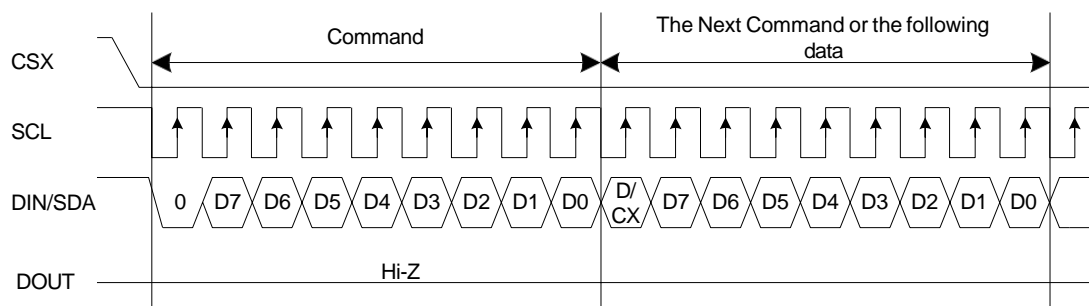 Command
The Next Command or the following
data
CSX
SCL
DIN/SDA
0 D7 D6 D5 D4 D3 D2 D1 D0 D/
CX D7 D6 D5 D4 D3 D2 D1 D0
Hi-Z
DOUT